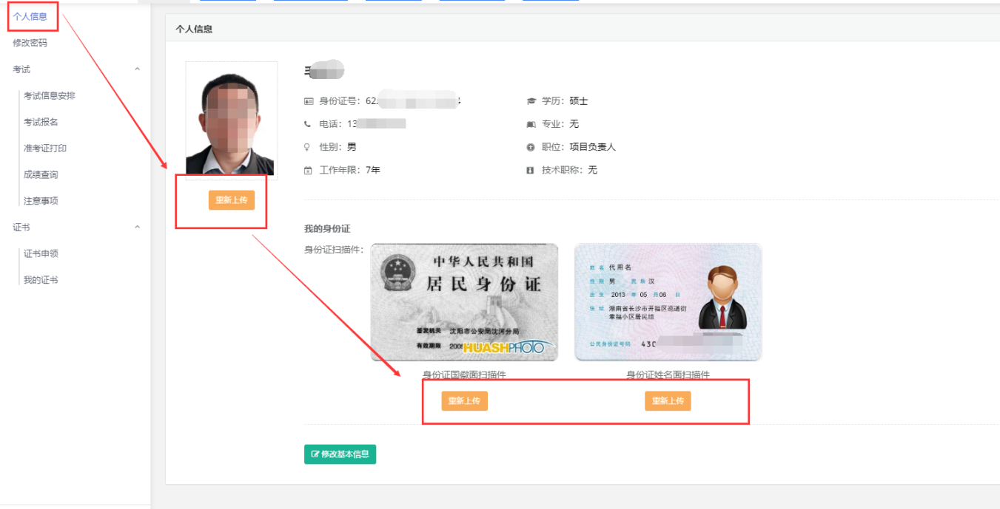 个人信息
修改密码
考试
考试信息安排
考试报名
准考证打印
成绩查询
注意事项
证书
证书申领
我的证书
个人信息
重新上传
身份证号：62
学历：硕士
电话：13
专业：无
性别：男
职位：项目负责人
工作年限：7年
技术职称：无
我的身份证
身份证扫描件：
中华人民共和国
居民身份证
签发机关 沈阳市公安局沈河分局
有效期限 200
HUASHPHOTO
姓名 代用名
性别 男 民族 汉
出生 2013 年 05 月 06 日
住址 湖南省长沙市开福区巡道街
幸福小区居民组
公民身份证号码 430
身份证国徽面扫描件
身份证姓名面扫描件
重新上传
重新上传
修改基本信息